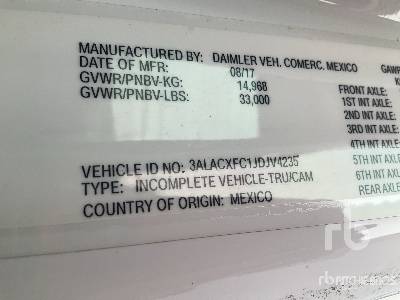 MANUFACTURED BY: DAIMLER VEH. COMERC. MEXICO
DATE OF MFR: 08/17
GVWR/PNBV-KG: 14,968
GVWR/PNBV-LBS: 33,000
VEHICLE ID NO.: 3ALACXFC1JDJV4235
TYPE: INCOMPLETE VEHICLE-TRU/CAM
COUNTRY OF ORIGIN: MEXICO
GAWR
FRONT AXLE:
1ST INT AXLE:
2ND INT AXLE:
3RD INT AXLE:
4TH INT AXLE:
5TH INT AXLE:
6TH INT AXLE:
REAR AXLE:
rb